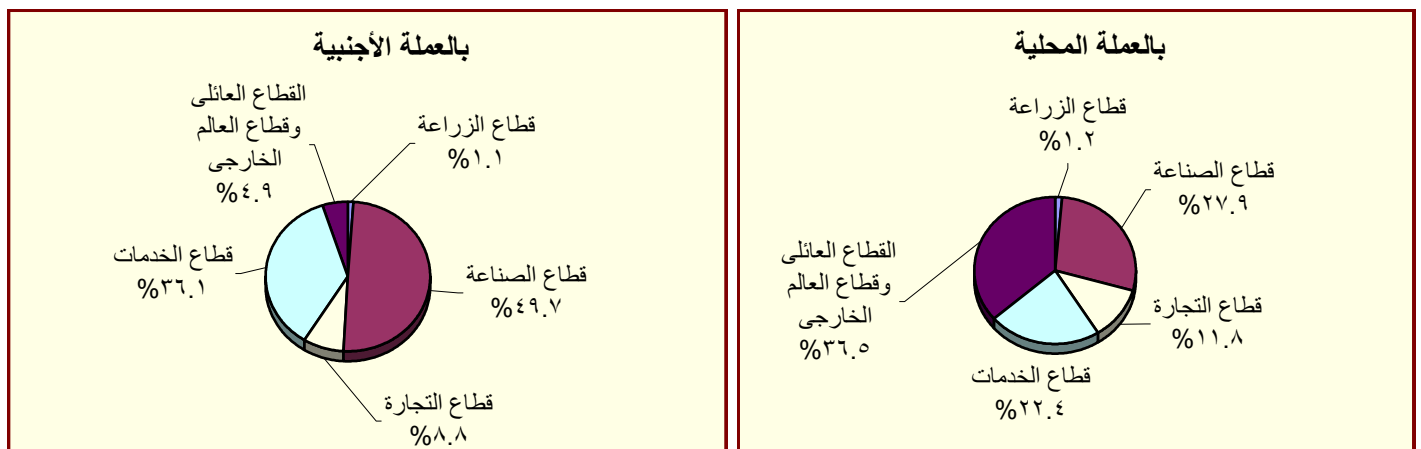 بالعملة المحلية
قطاع الزراعة
%١.٢
قطاع الصناعة
%٢٧.٩
قطاع التجارة
%١١.٨
قطاع الخدمات
%٢٢.٤
القطاع العائلى
وقطاع العالم
الخارجى
%٣٦.٥
بالعملة الأجنبية
قطاع الزراعة
%١.١
قطاع الصناعة
%٤٩.٧
قطاع التجارة
%٨.٨
قطاع الخدمات
%٣٦.١
القطاع العائلى
وقطاع العالم
الخارجى
%٤.٩